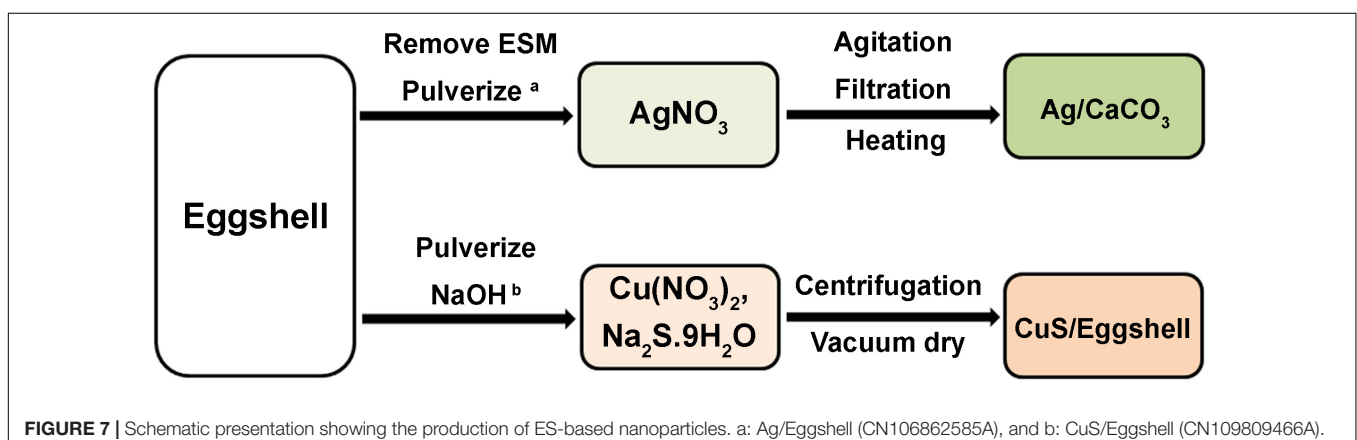 Remove ESM
Pulverize ᵃ
Agitation
Filtration
Heating
AgNO₃
Ag/CaCO₃
Eggshell
Pulverize
NaOH ᵇ
Cu(NO₃)₂,
Na₂S.9H₂O
Centrifugation
Vacuum dry
CuS/Eggshell
FIGURE 7 | Schematic presentation showing the production of ES-based nanoparticles. a: Ag/Eggshell (CN106862585A), and b: CuS/Eggshell (CN109809466A).